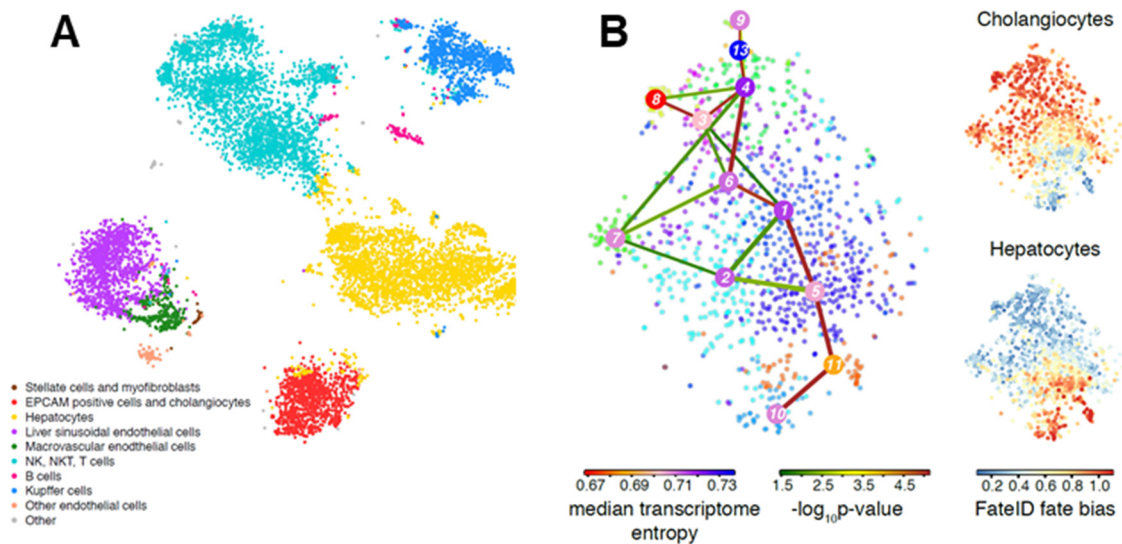 A
Stellate cells and myofibroblasts
EPCAM positive cells and cholangiocytes
Hepatocytes
Liver sinusoidal endothelial cells
Macrovascular enodthelial cells
NK, NKT, T cells
B cells
Kupffer cells
Other endothelial cells
Other
B
9
13
4
8
3
6
1
7
2
5
11
10
0.67 0.69 0.71 0.73
median transcriptome
entropy
1.5 2.5 3.5 4.5
-log10p-value
Cholangiocytes
Hepatocytes
0.2 0.4 0.6 0.8 1.0
FateID fate bias